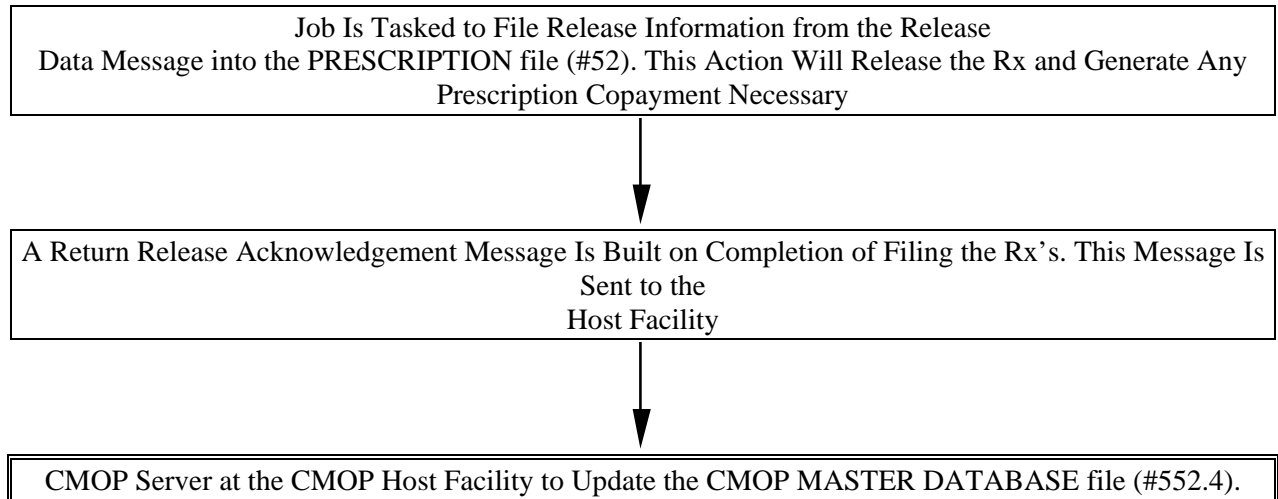 Job Is Tasked to File Release Information from the Release
Data Message into the PRESCRIPTION file (#52). This Action Will Release the Rx and Generate Any
Prescription Copayment Necessary
A Return Release Acknowledgement Message Is Built on Completion of Filing the Rx’s. This Message Is
Sent to the
Host Facility
CMOP Server at the CMOP Host Facility to Update the CMOP MASTER DATABASE file (#552.4).